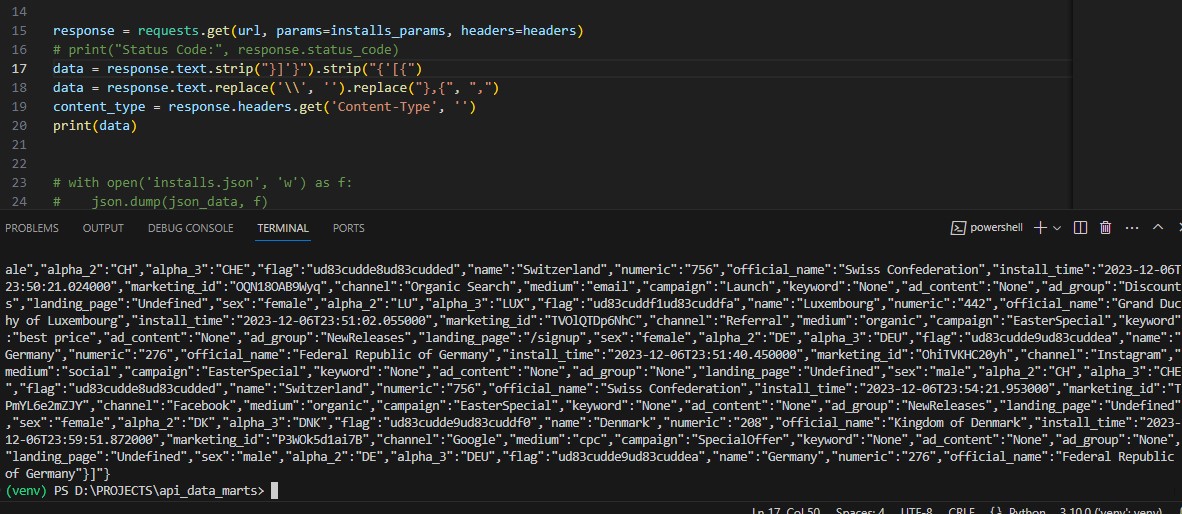 14
15 response = requests.get(url, params=installs_params, headers=headers)
16 # print("Status Code:", response.status_code)
17 data = response.text.strip("}]'}").strip("{'[{")
18 data = response.text.replace('\\', '').replace("},{", ",")
19 content_type = response.headers.get('Content-Type', '')
20 print(data)
21
22
23 # with open('installs.json', 'w') as f:
24 #     json.dump(json_data, f)
PROBLEMS OUTPUT DEBUG CONSOLE TERMINAL PORTS powershell
ale","alpha_2":"CH","alpha_3":"CHE","flag":"ud83cudde8ud83cudded","name":"Switzerland","numeric":"756","official_name":"Swiss Confederation","install_time":"2023-12-06T
23:50:21.024000","marketing_id":"OQN18OAB9Wyq","channel":"Organic Search","medium":"email","campaign":"Launch","keyword":"None","ad_content":"None","ad_group":"Discount
s","landing_page":"Undefined","sex":"female","alpha_2":"LU","alpha_3":"LUX","flag":"ud83cuddf1ud83cuddfa","name":"Luxembourg","numeric":"442","official_name":"Grand Duc
hy of Luxembourg","install_time":"2023-12-06T23:51:02.055000","marketing_id":"TVOlQTDp6NhC","channel":"Referral","medium":"organic","campaign":"EasterSpecial","keyword"
:"best price","ad_content":"None","ad_group":"NewReleases","landing_page":"/signup","sex":"female","alpha_2":"DE","alpha_3":"DEU","flag":"ud83cudde9ud83cuddea","name":"
Germany","numeric":"276","official_name":"Federal Republic of Germany","install_time":"2023-12-06T23:51:40.450000","marketing_id":"OhiTVKHC20yh","channel":"Instagram","
medium":"social","campaign":"EasterSpecial","keyword":"None","ad_content":"None","ad_group":"None","landing_page":"Undefined","sex":"male","alpha_2":"CH","alpha_3":"CHE
","flag":"ud83cudde8ud83cudded","name":"Switzerland","numeric":"756","official_name":"Swiss Confederation","install_time":"2023-12-06T23:54:21.953000","marketing_id":"T
PmYL6e2mZJY","channel":"Facebook","medium":"organic","campaign":"EasterSpecial","keyword":"None","ad_content":"None","ad_group":"NewReleases","landing_page":"Undefined"
,"sex":"female","alpha_2":"DK","alpha_3":"DNK","flag":"ud83cudde9ud83cuddf0","name":"Denmark","numeric":"208","official_name":"Kingdom of Denmark","install_time":"2023-
12-06T23:59:51.872000","marketing_id":"P3WOk5d1ai7B","channel":"Google","medium":"cpc","campaign":"SpecialOffer","keyword":"None","ad_content":"None","ad_group":"None",
"landing_page":"Undefined","sex":"male","alpha_2":"DE","alpha_3":"DEU","flag":"ud83cudde9ud83cuddea","name":"Germany","numeric":"276","official_name":"Federal Republic
of Germany"}]"}
(venv) PS D:\PROJECTS\api_data_marts>
Ln 17, Col 50 Spaces: 4 UTF-8 CRLF {} Python 3.10.0 ('venv': venv)